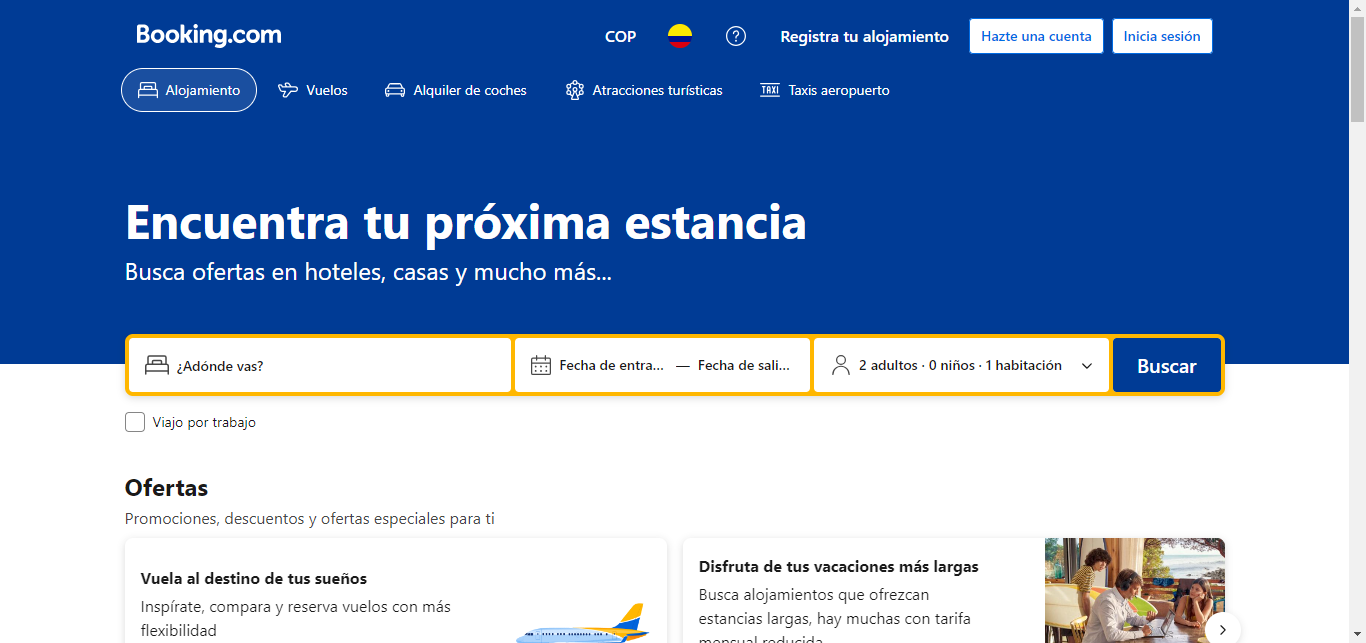 Booking.com
COP
Registra tu alojamiento
Hazte una cuenta
Inicia sesión
Alojamiento
Vuelos
Alquiler de coches
Atracciones turísticas
TAXI
Taxis aeropuerto
Encuentra tu próxima estancia
Busca ofertas en hoteles, casas y mucho más...
¿Adónde vas?
Fecha de entra... — Fecha de sali...
2 adultos · 0 niños · 1 habitación
Buscar
Viajo por trabajo
Ofertas
Promociones, descuentos y ofertas especiales para ti
Vuela al destino de tus sueños
Inspírate, compara y reserva vuelos con más
flexibilidad
Disfruta de tus vacaciones más largas
Busca alojamientos que ofrezcan
estancias largas, hay muchas con tarifa
mensual reducida.